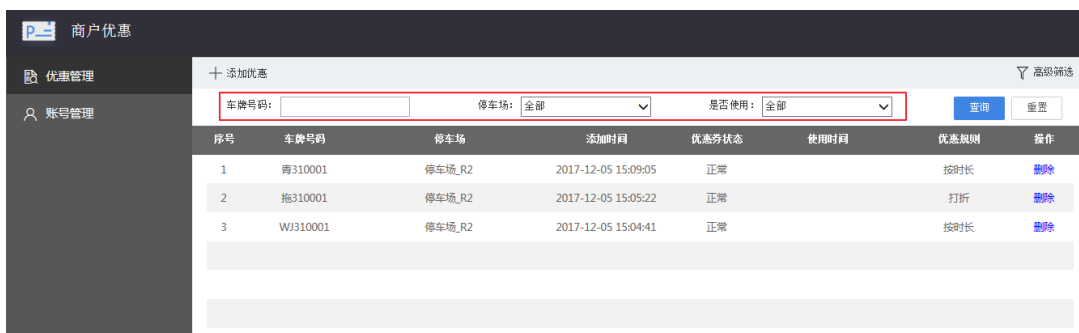 P 商户优惠
优惠管理
账号管理
添加优惠 高级筛选
车牌号码： 停车场： 全部 是否使用： 全部 查询 重置
序号 车牌号码 停车场 添加时间 优惠券状态 使用时间 优惠规则 操作
1 青310001 停车场_R2 2017-12-05 15:09:05 正常 按时长 删除
2 拖310001 停车场_R2 2017-12-05 15:05:22 正常 打折 删除
3 WJ310001 停车场_R2 2017-12-05 15:04:41 正常 按时长 删除